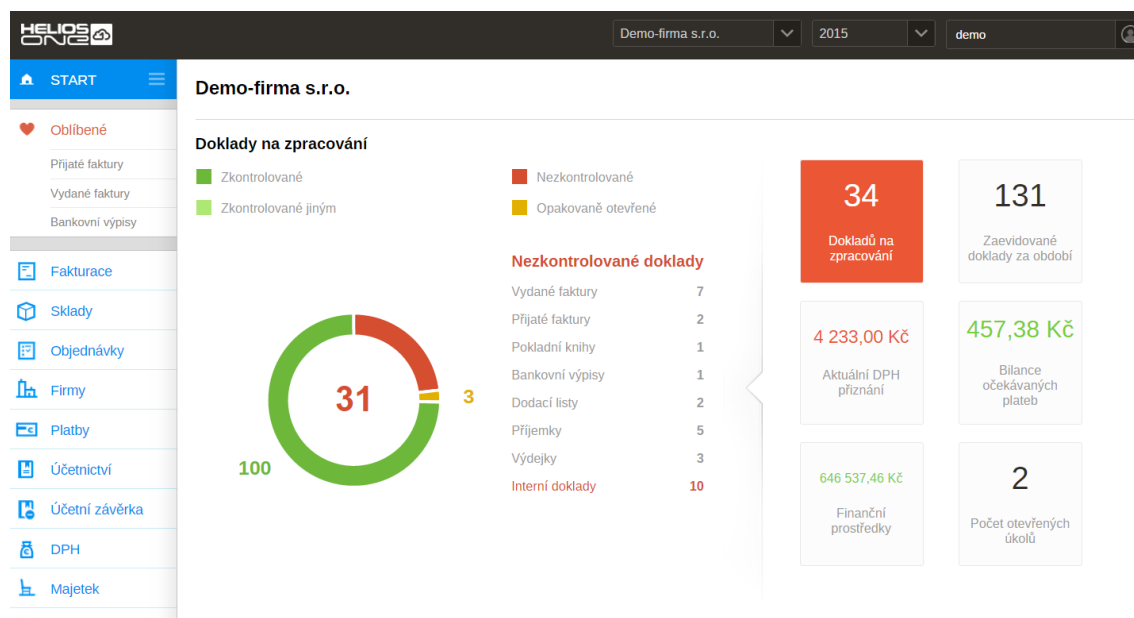 HELIOS ONE
Demo-firma s.r.o.
2015
demo
START
Oblíbené
Přijaté faktury
Vydané faktury
Bankovní výpisy
Fakturace
Sklady
Objednávky
Firmy
Platby
Účetnictví
Účetní závěrka
DPH
Majetek
Demo-firma s.r.o.
Doklady na zpracování
Zkontrolované
Nezkontrolované
Zkontrolované jiným
Opakovaně otevřené
31
3
100
Nezkontrolované doklady
Vydané faktury 7
Přijaté faktury 2
Pokladní knihy 1
Bankovní výpisy 1
Dodací listy 2
Příjemky 5
Výdejky 3
Interní doklady 10
34
Dokladů na
zpracování
131
Zaevidované
doklady za období
4 233,00 Kč
Aktuální DPH
přiznání
457,38 Kč
Bilance
očekávaných
plateb
646 537,46 Kč
Finanční
prostředky
2
Počet otevřených
úkolů